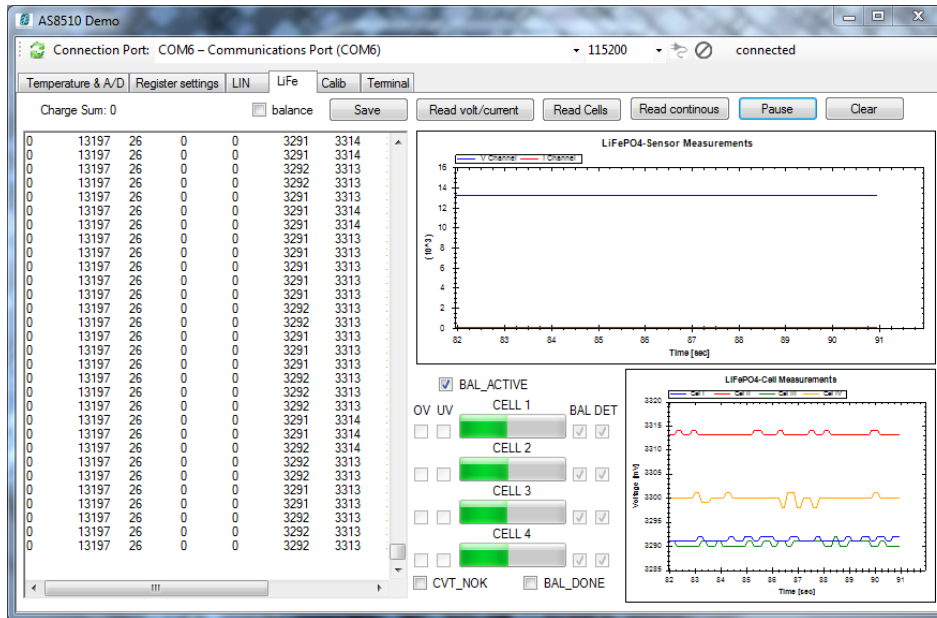 AS8510 Demo
Connection Port: COM6 – Communications Port (COM6) 115200 connected
Temperature & A/D Register settings LIN LiFe Calib Terminal
Charge Sum: 0 balance Save Read volt/current Read Cells Read continous Pause Clear
0 13197 26 0 0 3291 3314
0 13197 26 0 0 3291 3314
0 13197 26 0 0 3292 3313
0 13197 26 0 0 3292 3313
0 13197 26 0 0 3291 3313
0 13197 26 0 0 3291 3314
0 13197 26 0 0 3291 3314
0 13197 26 0 0 3291 3313
0 13197 26 0 0 3291 3313
0 13197 26 0 0 3291 3313
0 13197 26 0 0 3291 3313
0 13197 26 0 0 3291 3313
0 13197 26 0 0 3292 3313
0 13197 26 0 0 3292 3313
0 13197 26 0 0 3291 3313
0 13197 26 0 0 3291 3313
0 13197 26 0 0 3291 3313
0 13197 26 0 0 3292 3313
0 13197 26 0 0 3292 3313
0 13197 26 0 0 3292 3313
0 13197 26 0 0 3291 3314
0 13197 26 0 0 3291 3314
0 13197 26 0 0 3292 3314
0 13197 26 0 0 3292 3313
0 13197 26 0 0 3291 3313
0 13197 26 0 0 3292 3313
0 13197 26 0 0 3291 3313
0 13197 26 0 0 3292 3313
0 13197 26 0 0 3292 3313
0 13197 26 0 0 3292 3313
LiFePO4-Sensor Measurements
V Channel I Channel
(10^3)
16
14
12
10
8
6
4
2
0
82 83 84 85 86 87 88 89 90 91
Time [sec]
BAL_ACTIVE
OV UV CELL 1 BAL DET
CELL 2
CELL 3
CELL 4
CVT_NOK BAL_DONE
LIFePO4-Cell Measurements
Cel I Cel II Cel III Cel IV
Voltage [mV]
3320
3315
3310
3305
3300
3295
3290
3285
82 83 84 85 86 87 88 89 90 91
Time [sec]